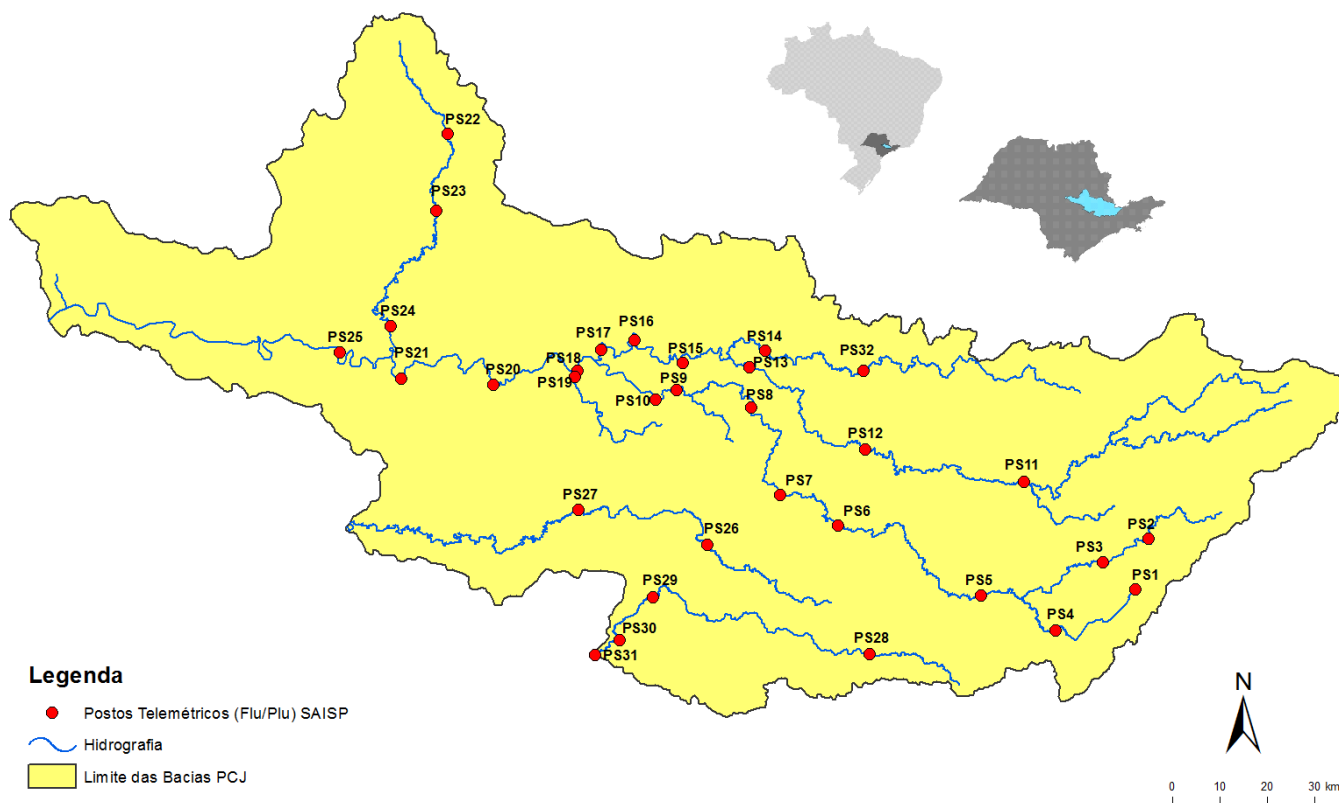 PS22
PS23
PS24
PS25
PS21
PS20
PS17
PS16
PS18
PS19
PS15
PS9
PS10
PS14
PS13
PS8
PS32
PS12
PS11
PS7
PS6
PS27
PS26
PS2
PS3
PS1
PS5
PS4
PS29
PS30
PS31
PS28
Legenda
Postos Telemétricos (Flu/Plu) SAISP
Hidrografia
Limite das Bacias PCJ
N
0 10 20 30 km